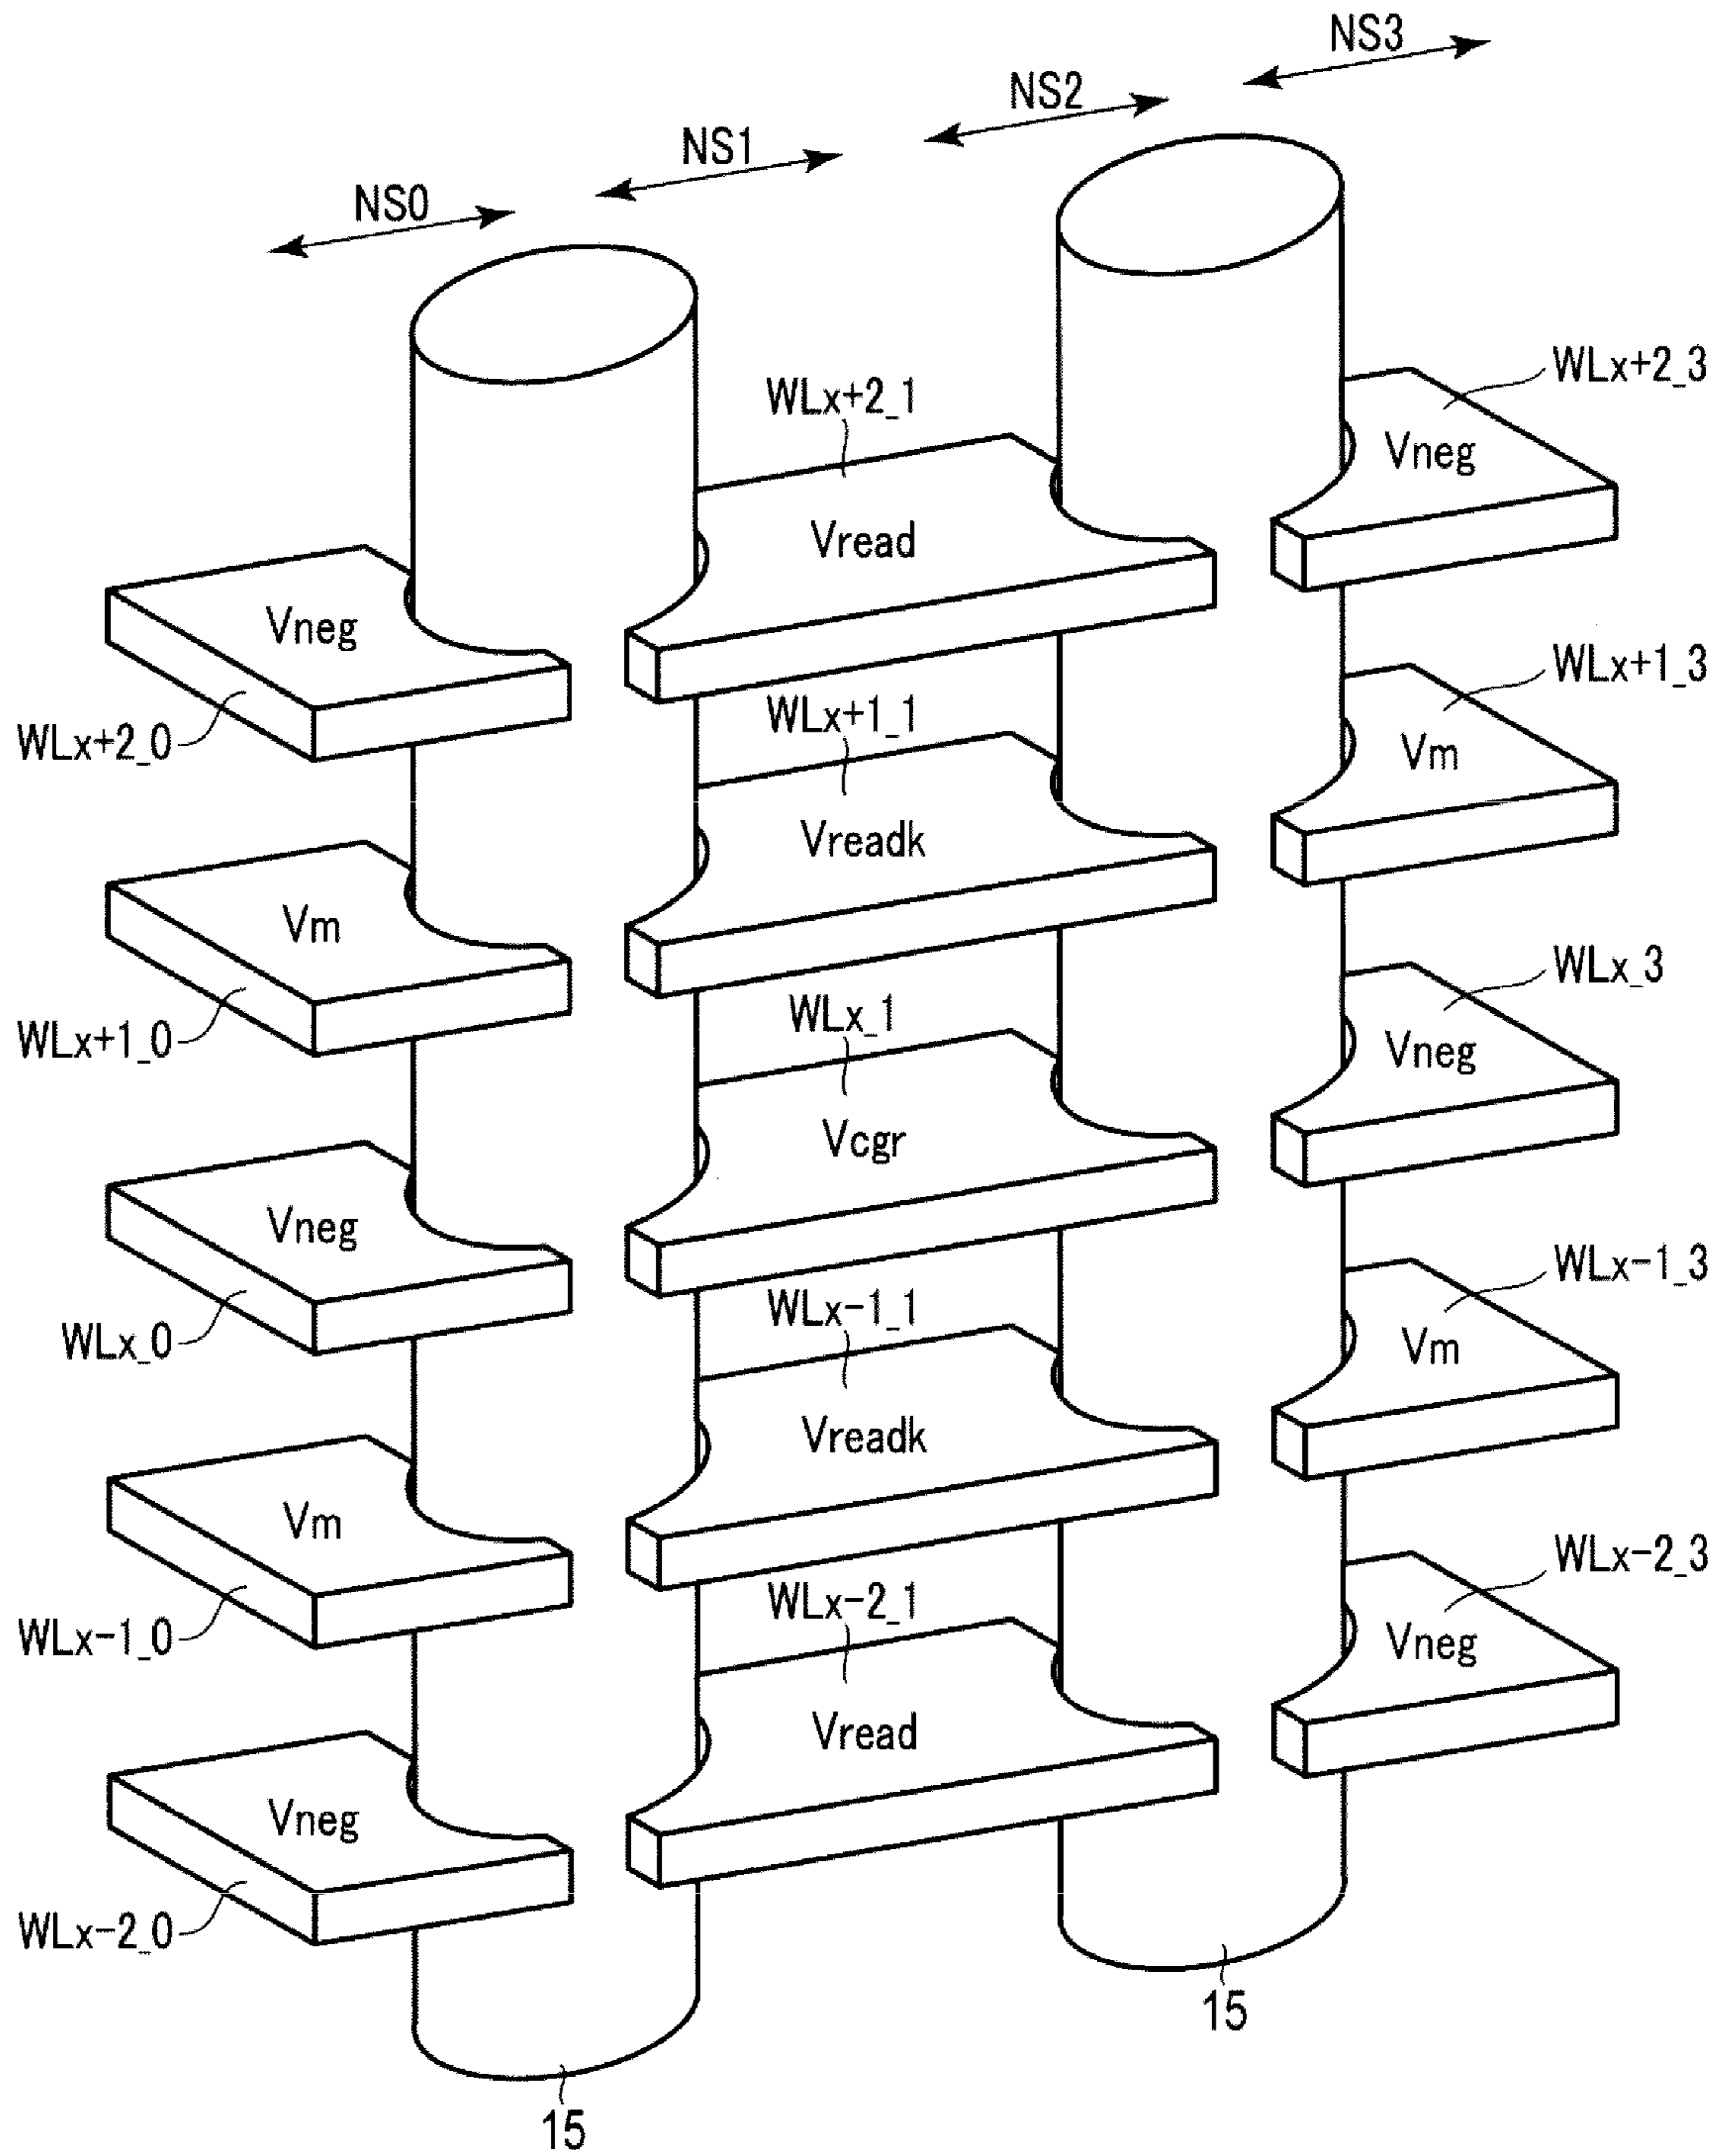 NS3
NS2
NS1
NS0
WLx+2_3
WLx+2_1
Vneg
Vread
Vneg
WLx+1_3
WLx+1_1
WLx+2_0
Vm
Vreadk
Vm
WLx_3
WLx_1
WLx+1_0
Vneg
Vcgr
Vneg
WLx-1_3
WLx-1_1
WLx_0
Vm
Vreadk
Vm
WLx-2_3
WLx-2_1
WLx-1_0
Vneg
Vread
Vneg
WLx-2_0
15
15